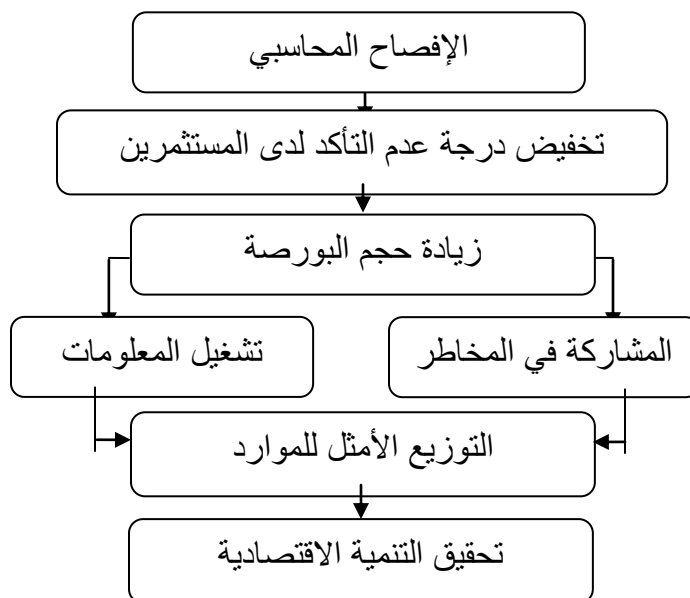 الإفصاح المحاسبي
تخفيض درجة عدم التأكد لدى المستثمرين
زيادة حجم البورصة
المشاركة في المخاطر
تشغيل المعلومات
التوزيع الأمثل للموارد
تحقيق التنمية الاقتصادية